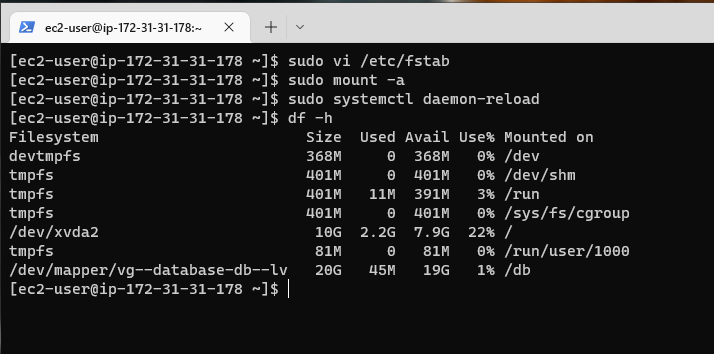 ec2-user@ip-172-31-31-178:~
[ec2-user@ip-172-31-31-178 ~]$ sudo vi /etc/fstab
[ec2-user@ip-172-31-31-178 ~]$ sudo mount -a
[ec2-user@ip-172-31-31-178 ~]$ sudo systemctl daemon-reload
[ec2-user@ip-172-31-31-178 ~]$ df -h
Filesystem                         Size  Used Avail Use% Mounted on
devtmpfs                           368M     0  368M   0% /dev
tmpfs                              401M     0  401M   0% /dev/shm
tmpfs                              401M   11M  391M   3% /run
tmpfs                              401M     0  401M   0% /sys/fs/cgroup
/dev/xvda2                          10G  2.2G  7.9G  22% /
tmpfs                               81M     0   81M   0% /run/user/1000
/dev/mapper/vg--database-db--lv   20G   45M   19G   1% /db
[ec2-user@ip-172-31-31-178 ~]$